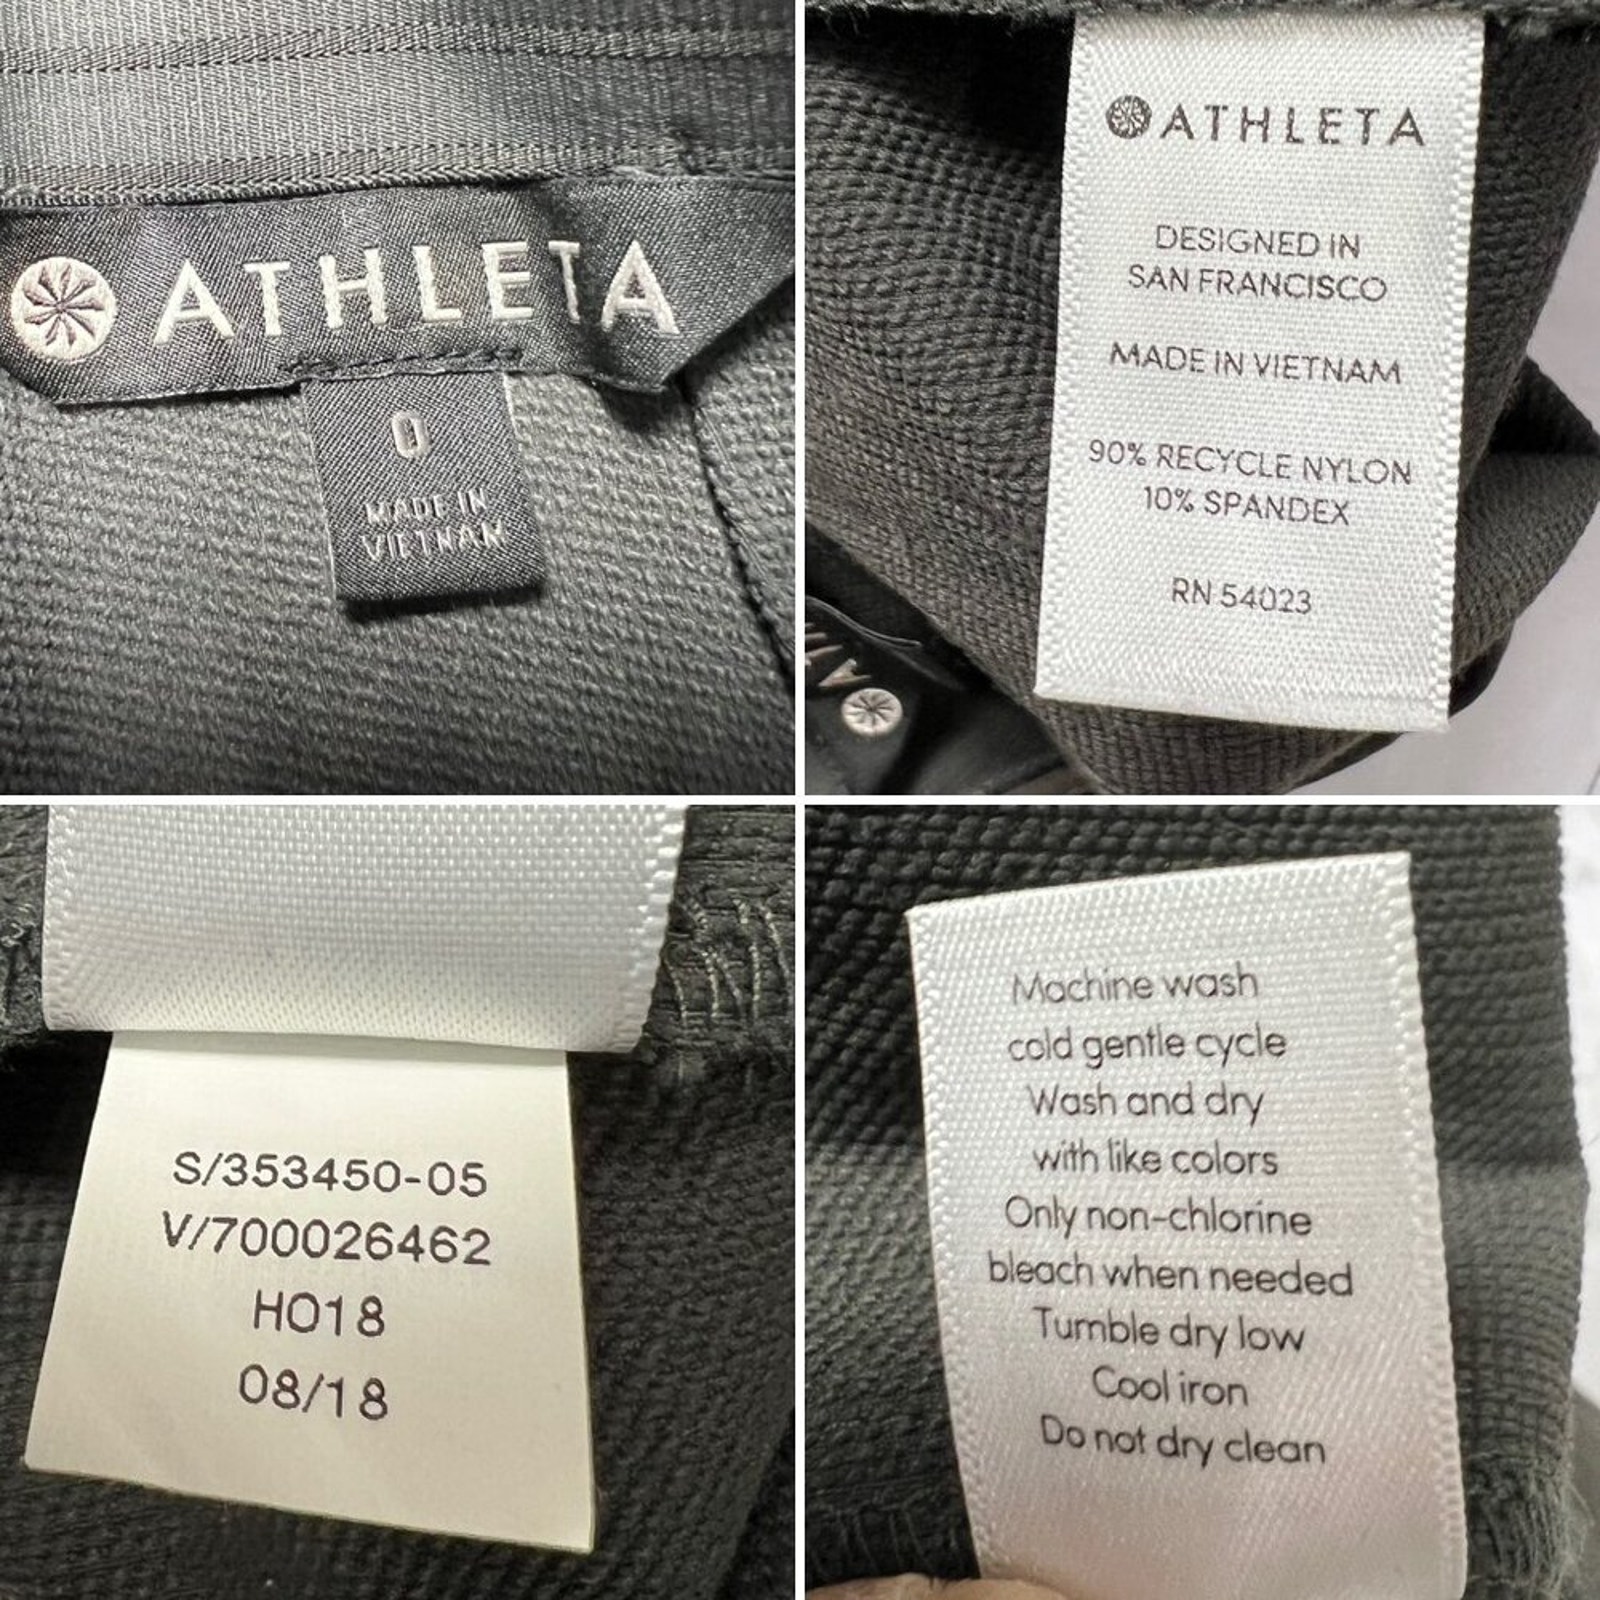 ATHLETA
0
MADE IN
VIETNAM
ATHLETA
DESIGNED IN
SAN FRANCISCO
MADE IN VIETNAM
90% RECYCLE NYLON
10% SPANDEX
RN 54023
S/353450-05
V/700026462
HO18
08/18
Machine wash
cold gentle cycle
Wash and dry
with like colors
Only non-chlorine
bleach when needed
Tumble dry low
Cool iron
Do not dry clean